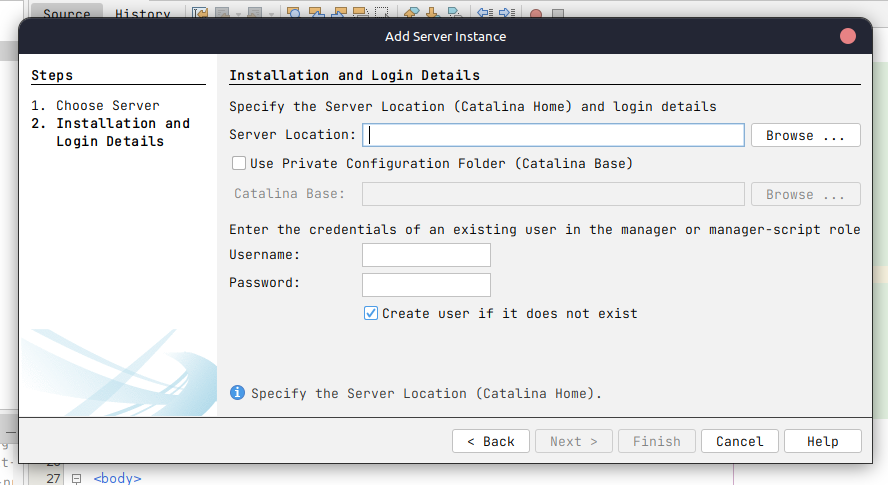 Source History
Add Server Instance
Steps
1. Choose Server
2. Installation and
Login Details
Installation and Login Details
Specify the Server Location (Catalina Home) and login details
Server Location: Browse ...
Use Private Configuration Folder (Catalina Base)
Catalina Base: Browse ...
Enter the credentials of an existing user in the manager or manager-script role
Username:
Password:
Create user if it does not exist
Specify the Server Location (Catalina Home).
< Back Next > Finish Cancel Help
27 <body>